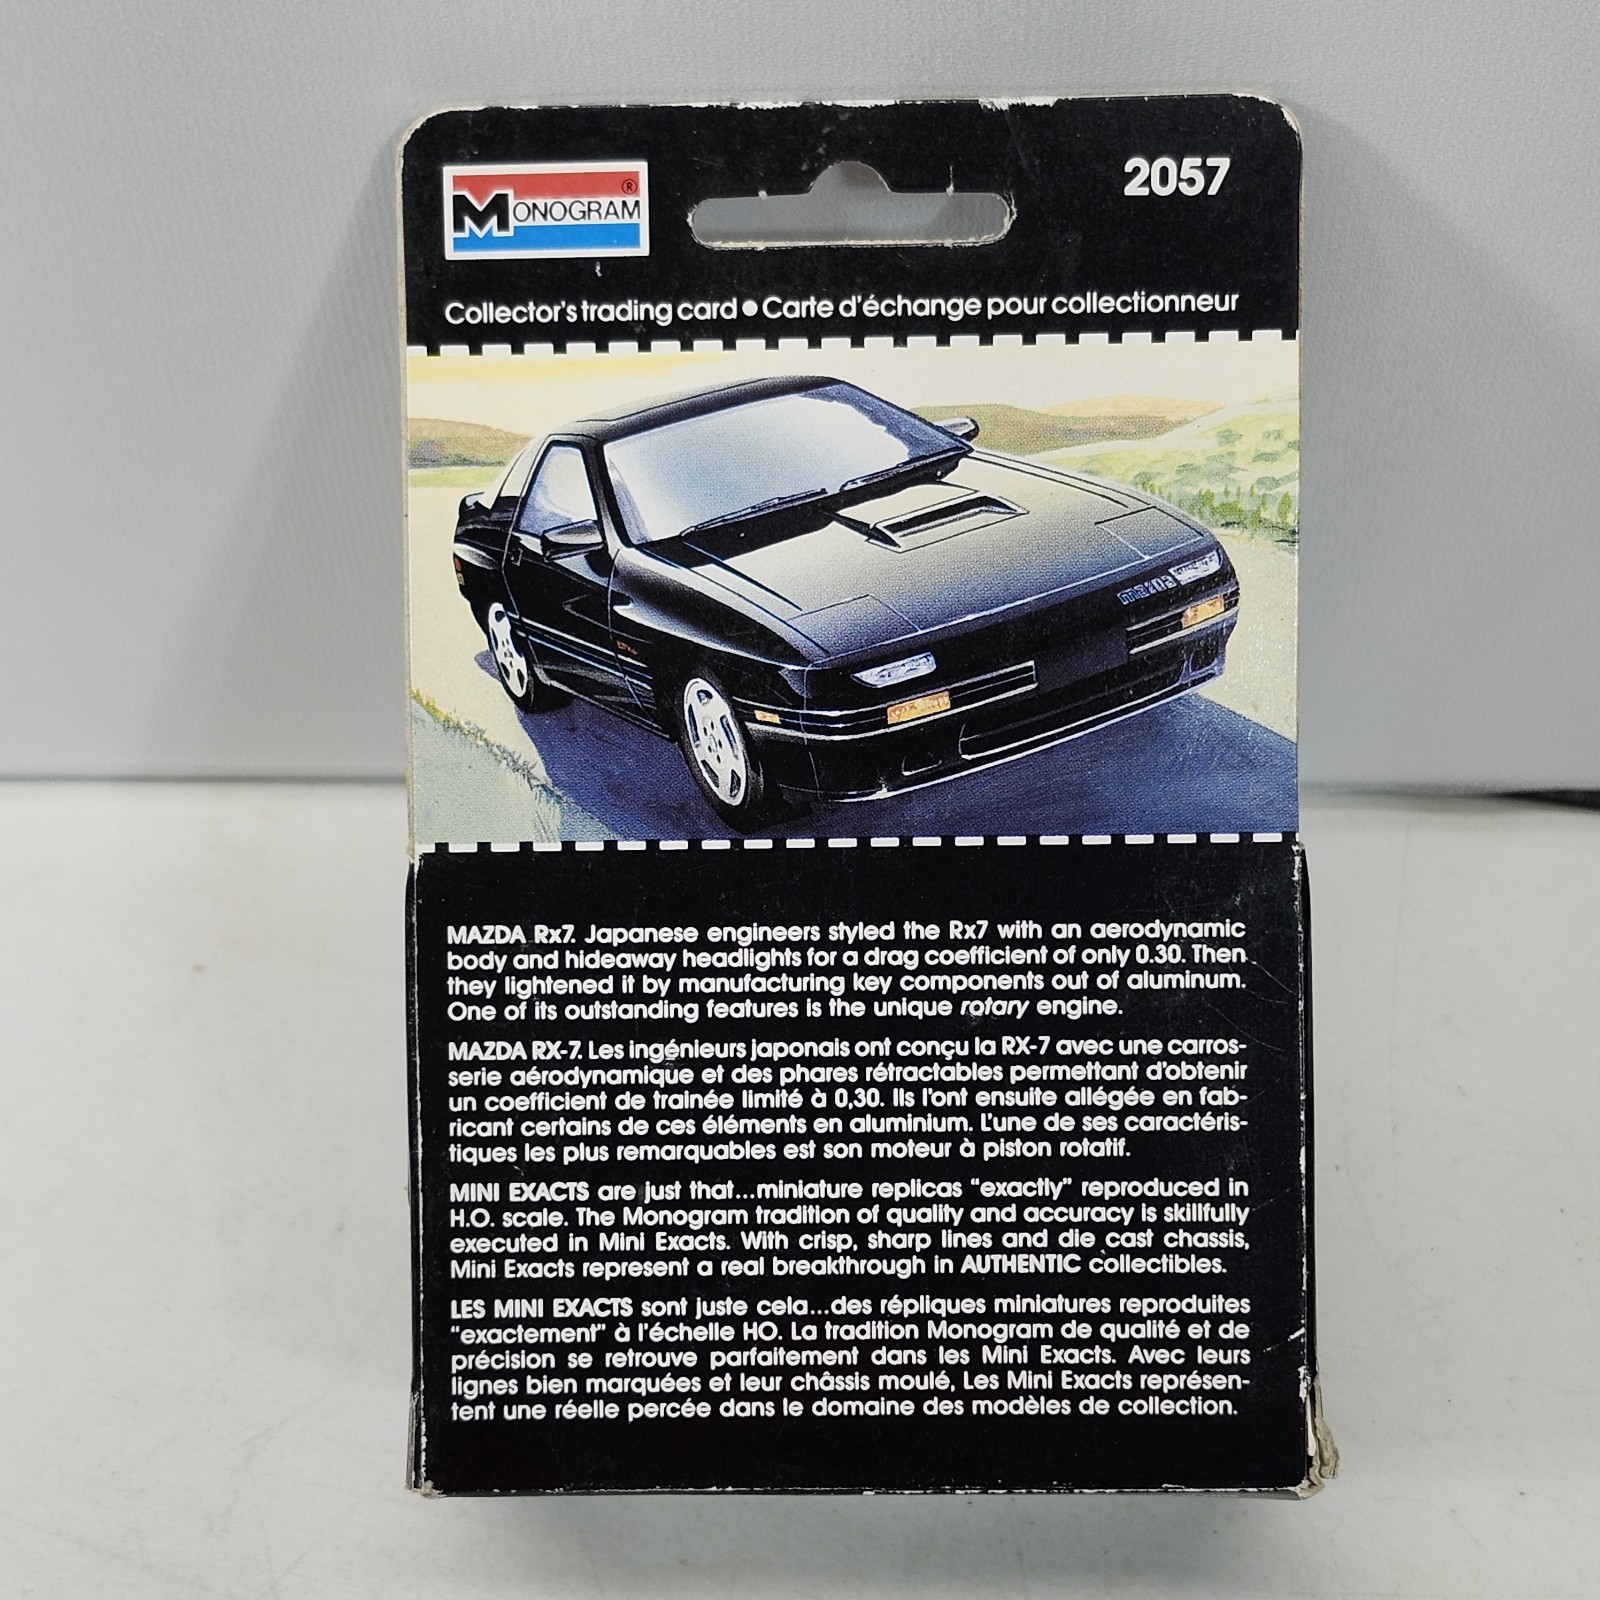 MONOGRAM®
2057
Collector's trading card ● Carte d'échange pour collectionneur
mazda
MAZDA Rx7. Japanese engineers styled the Rx7 with an aerodynamic
body and hideaway headlights for a drag coefficient of only 0.30. Then
they lightened it by manufacturing key components out of aluminum.
One of its outstanding features is the unique rotary engine.
MAZDA RX-7. Les ingénieurs japonais ont conçu la RX-7 avec une carros-
serie aérodynamique et des phares rétractables permettant d'obtenir
un coefficient de trainée limité à 0,30. Ils l'ont ensuite allégée en fab-
ricant certains de ces éléments en aluminium. L'une de ses caractéris-
tiques les plus remarquables est son moteur à piston rotatif.
MINI EXACTS are just that...miniature replicas "exactly" reproduced in
H.O. scale. The Monogram tradition of quality and accuracy is skillfully
executed in Mini Exacts. With crisp, sharp lines and die cast chassis,
Mini Exacts represent a real breakthrough in AUTHENTIC collectibles.
LES MINI EXACTS sont juste cela...des répliques miniatures reproduites
"exactement" à l'échelle HO. La tradition Monogram de qualité et de
précision se retrouve parfaitement dans les Mini Exacts. Avec leurs
lignes bien marquées et leur châssis moulé, Les Mini Exacts représen-
tent une réelle percée dans le domaine des modèles de collection.